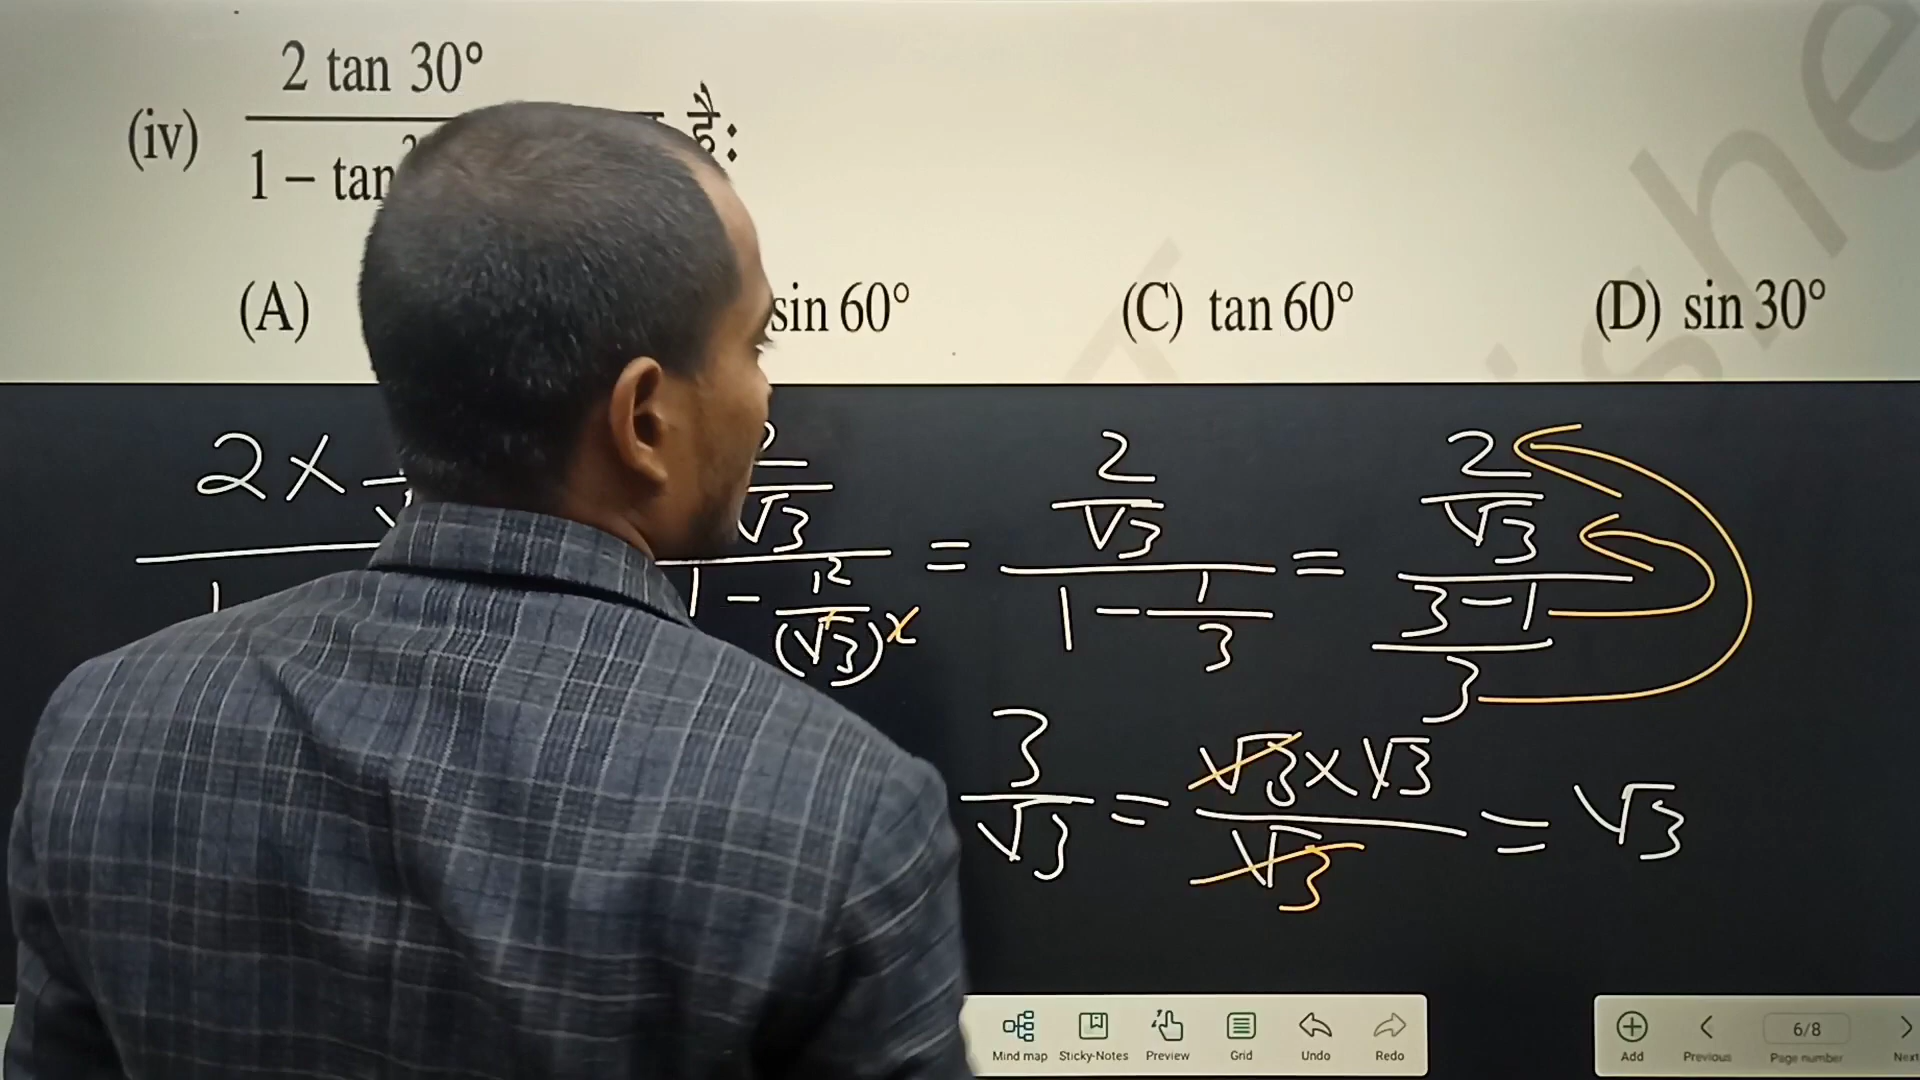 2 tan 30°
(iv)
1 − tan
है:
(A)
sin 60°
(C) tan 60°
(D) sin 30°
2 ×
√3
1 − 1²/(√3)²
= 2/√3 / 1 − 1/3
= 2/√3 / 3 − 1/3
3/√3 = √3 × √3/√3 = √3
Mind map Sticky-Notes Preview Grid Undo Redo
Add Previous 6/8 Page number Next